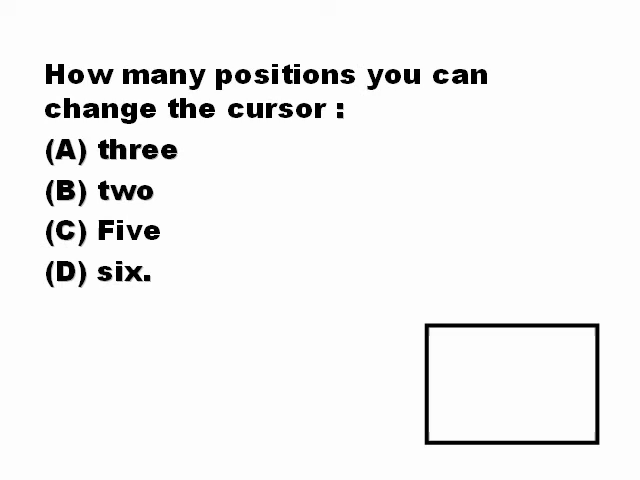 How many positions you can
change the cursor :
(A) three
(B) two
(C) Five
(D) six.